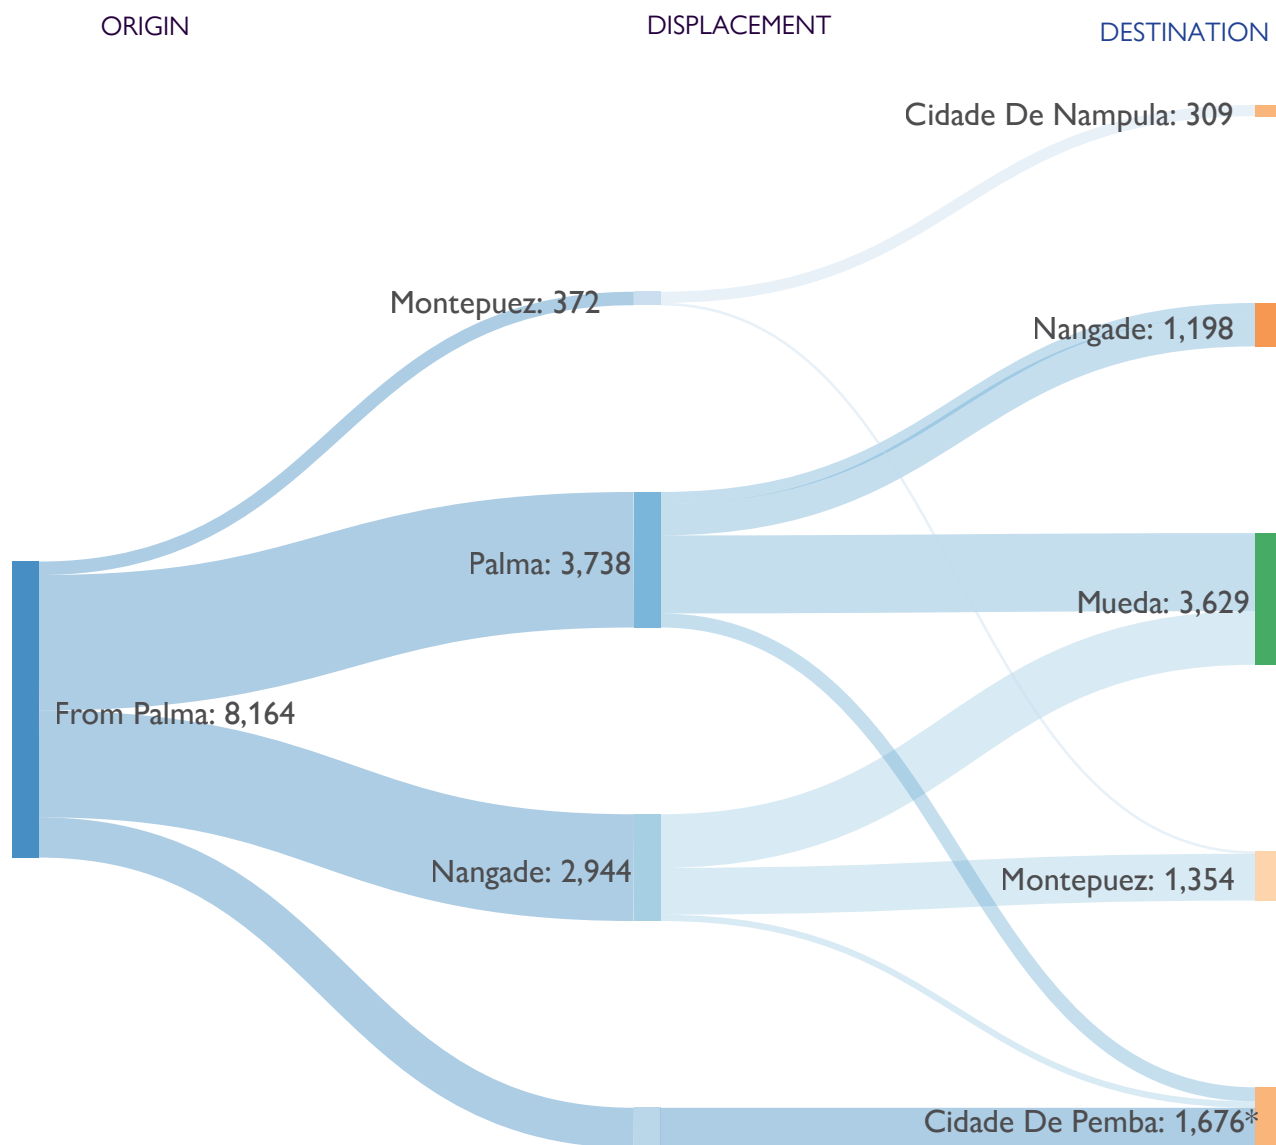 ORIGIN
DISPLACEMENT
DESTINATION
Cidade De Nampula: 309
Montepuez: 372
Nangade: 1,198
Palma: 3,738
Mueda: 3,629
From Palma: 8,164
Nangade: 2,944
Montepuez: 1,354
Cidade De Pemba: 1,676*